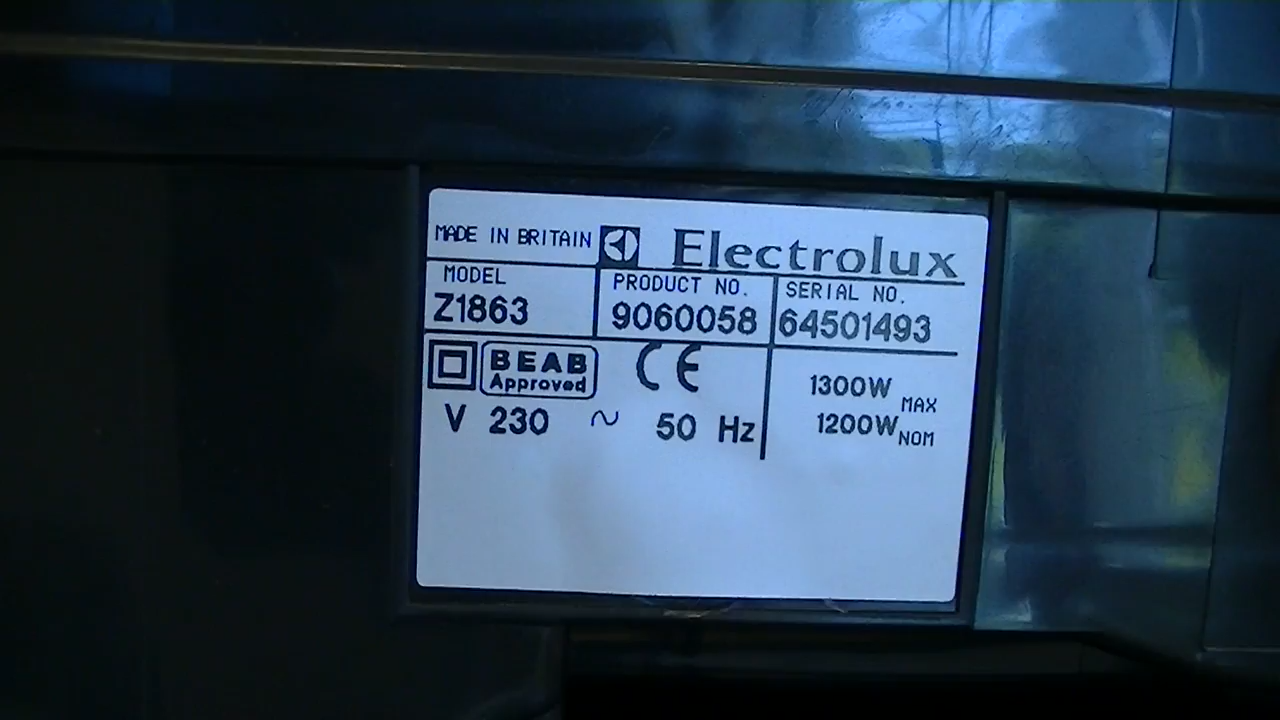 MADE IN BRITAIN Electrolux
MODEL PRODUCT NO. SERIAL NO.
Z1863 9060058 64501493
BEAB
Approved
CE
1300W MAX
V 230 ~ 50 Hz
1200W NOM